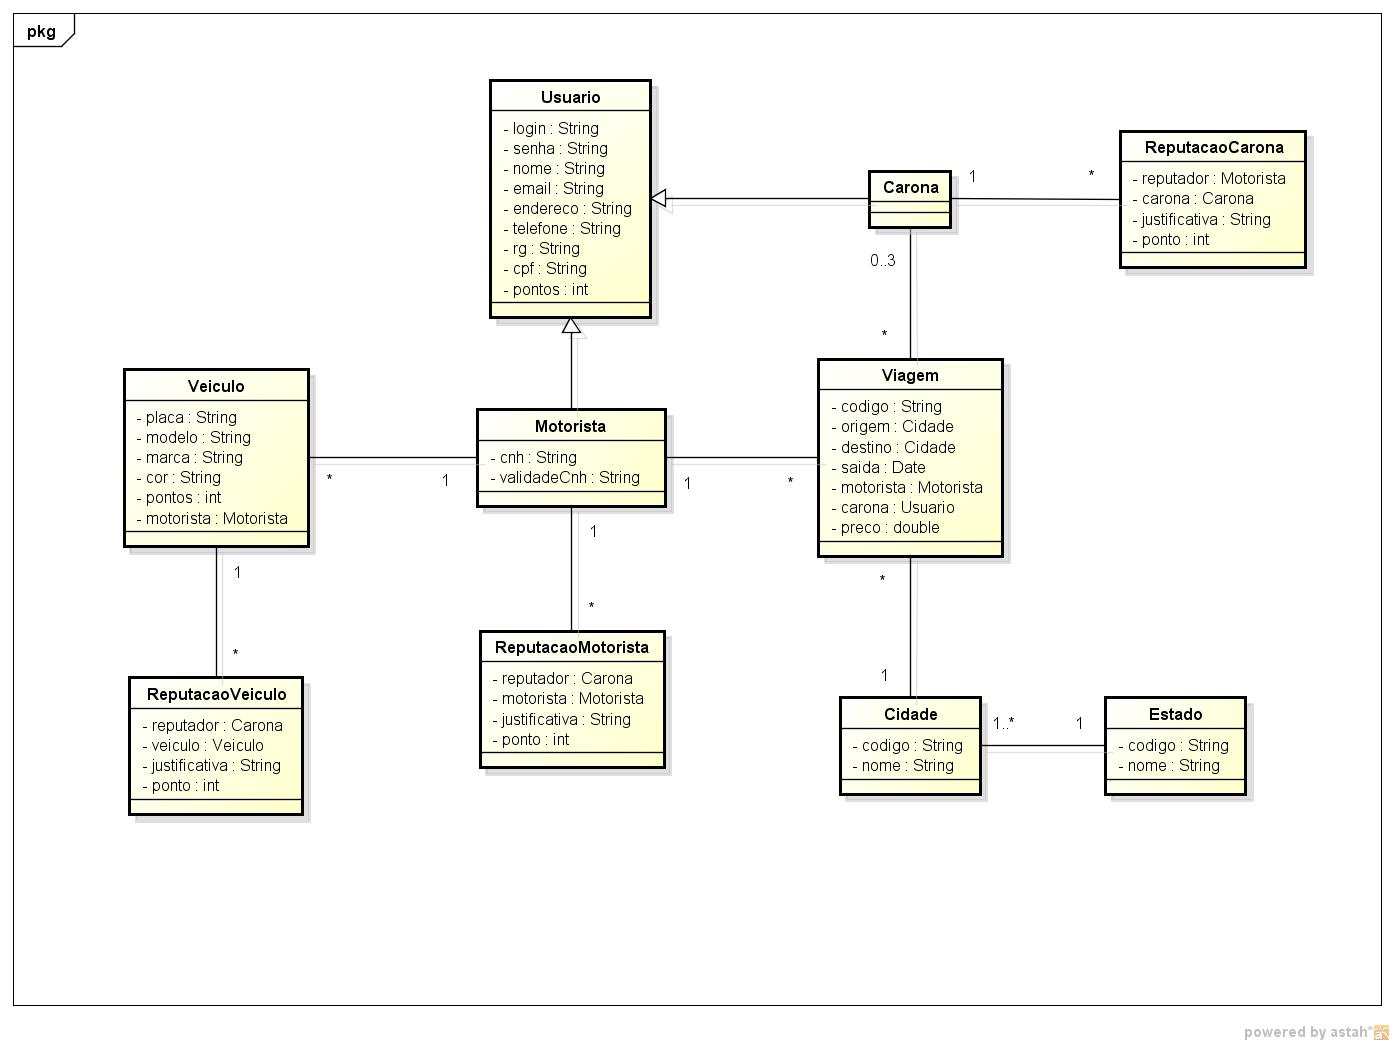 pkg
Usuario
- login : String
- senha : String
- nome : String
- email : String
- endereco : String
- telefone : String
- rg : String
- cpf : String
- pontos : int
Carona
1
*
ReputacaoCarona
- reputador : Motorista
- carona : Carona
- justificativa : String
- ponto : int
0..3
*
Veiculo
- placa : String
- modelo : String
- marca : String
- cor : String
- pontos : int
- motorista : Motorista
*
1
Motorista
- cnh : String
- validadeCnh : String
1
*
Viagem
- codigo : String
- origem : Cidade
- destino : Cidade
- saida : Date
- motorista : Motorista
- carona : Usuario
- preco : double
1
*
1
*
*
1
ReputacaoVeiculo
- reputador : Carona
- veiculo : Veiculo
- justificativa : String
- ponto : int
ReputacaoMotorista
- reputador : Carona
- motorista : Motorista
- justificativa : String
- ponto : int
Cidade
- codigo : String
- nome : String
1..*
1
Estado
- codigo : String
- nome : String
powered by astah*